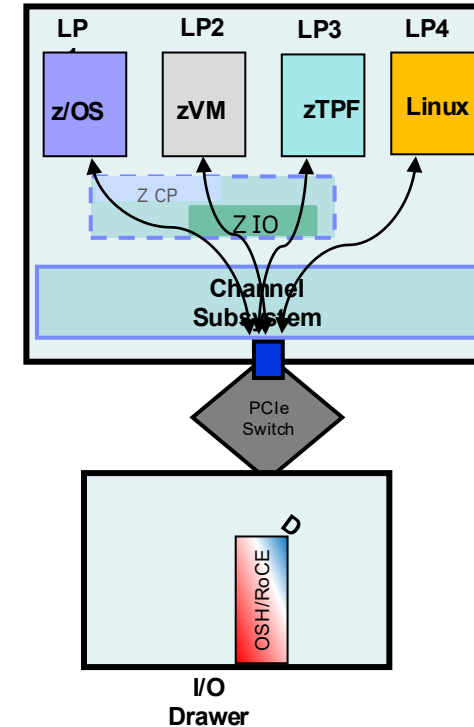 LP
LP2
LP3
LP4
z/OS
zVM
zTPF
Linux
Z CP
Z IO
Channel
Subsystem
PCIe
Switch
D
OSH/RoCE
I/O
Drawer